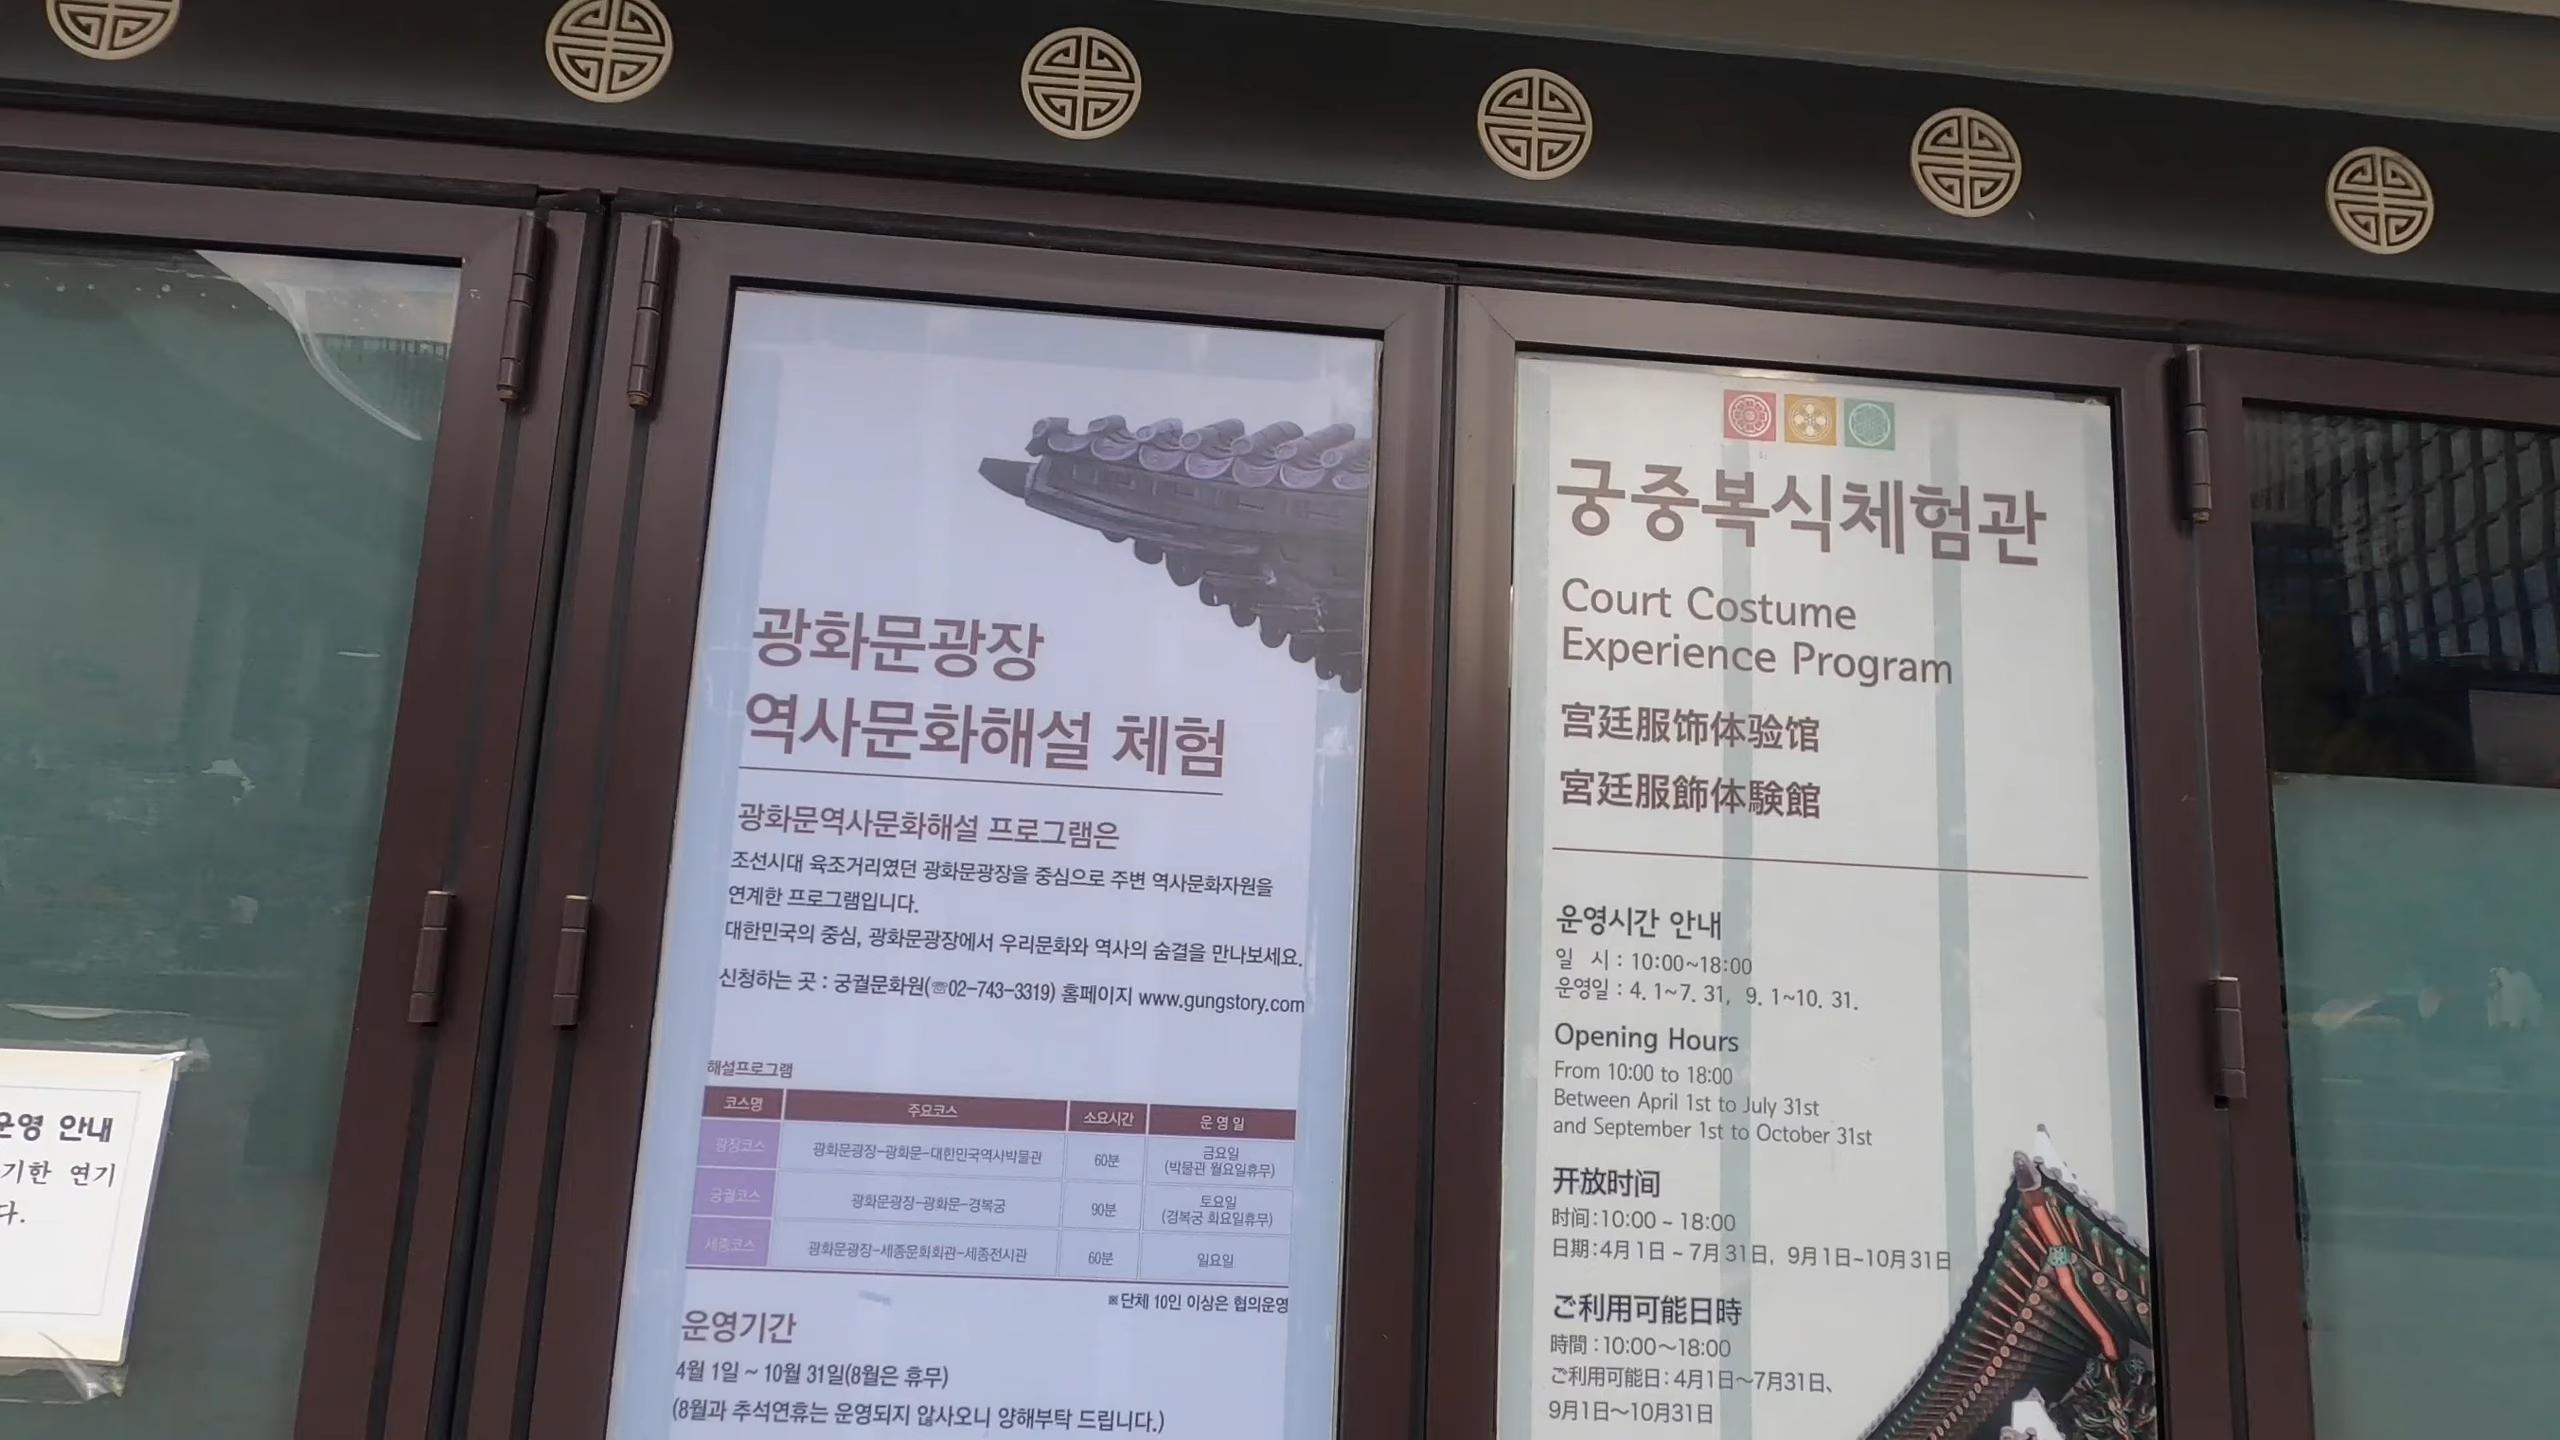 운영 안내
기한 연기
다.
광화문광장
역사문화해설 체험
광화문역사문화해설 프로그램은
조선시대 육조거리였던 광화문광장을 중심으로 주변 역사문화자원을
연계한 프로그램입니다.
대한민국의 중심, 광화문광장에서 우리문화와 역사의 숨결을 만나보세요.
신청하는 곳 : 궁궐문화원(☏02-743-3319) 홈페이지 www.gungstory.com
해설프로그램
코스명 주요코스 소요시간 운 영 일
광장코스 광화문광장-광화문-대한민국역사박물관 60분 금요일
(박물관 월요일휴무)
궁궐코스 광화문광장-광화문-경복궁 90분 토요일
(경복궁 화요일휴무)
세종코스 광화문광장-세종문화회관-세종전시관 60분 일요일
※단체 10인 이상은 협의운영
운영기간
4월 1일 ~ 10월 31일(8월은 휴무)
(8월과 추석연휴는 운영되지 않사오니 양해부탁 드립니다.)
궁중복식체험관
Court Costume
Experience Program
宫廷服饰体验馆
宮廷服飾体験館
운영시간 안내
일 시 : 10:00~18:00
운영일 : 4. 1~7. 31, 9. 1~10. 31.
Opening Hours
From 10:00 to 18:00
Between April 1st to July 31st
and September 1st to October 31st
开放时间
时间:10:00 ~ 18:00
日期:4月1日 ~ 7月31日, 9月1日~10月31日
ご利用可能日時
時間 : 10:00〜18:00
ご利用可能日: 4月1日〜7月31日、
9月1日〜10月31日